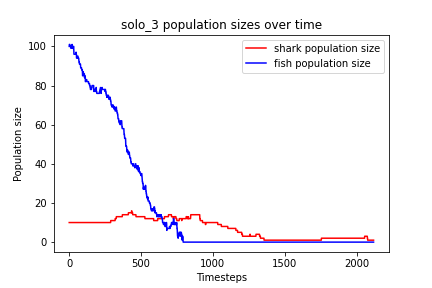 solo_3 population sizes over time
shark population size
fish population size
Population size
100
80
60
40
20
0
0
500
1000
1500
2000
Timesteps